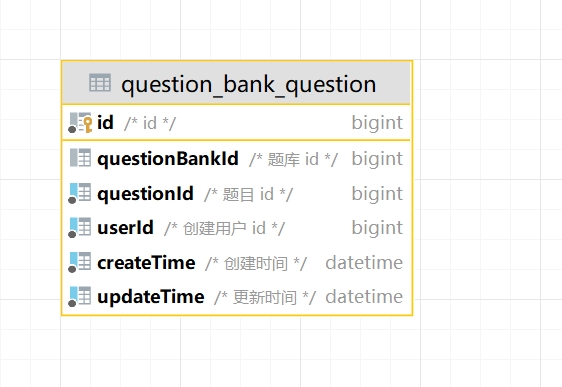 question_bank_question
id /* id */ bigint
questionBankId /* 题库 id */ bigint
questionId /* 题目 id */ bigint
userId /* 创建用户 id */ bigint
createTime /* 创建时间 */ datetime
updateTime /* 更新时间 */ datetime